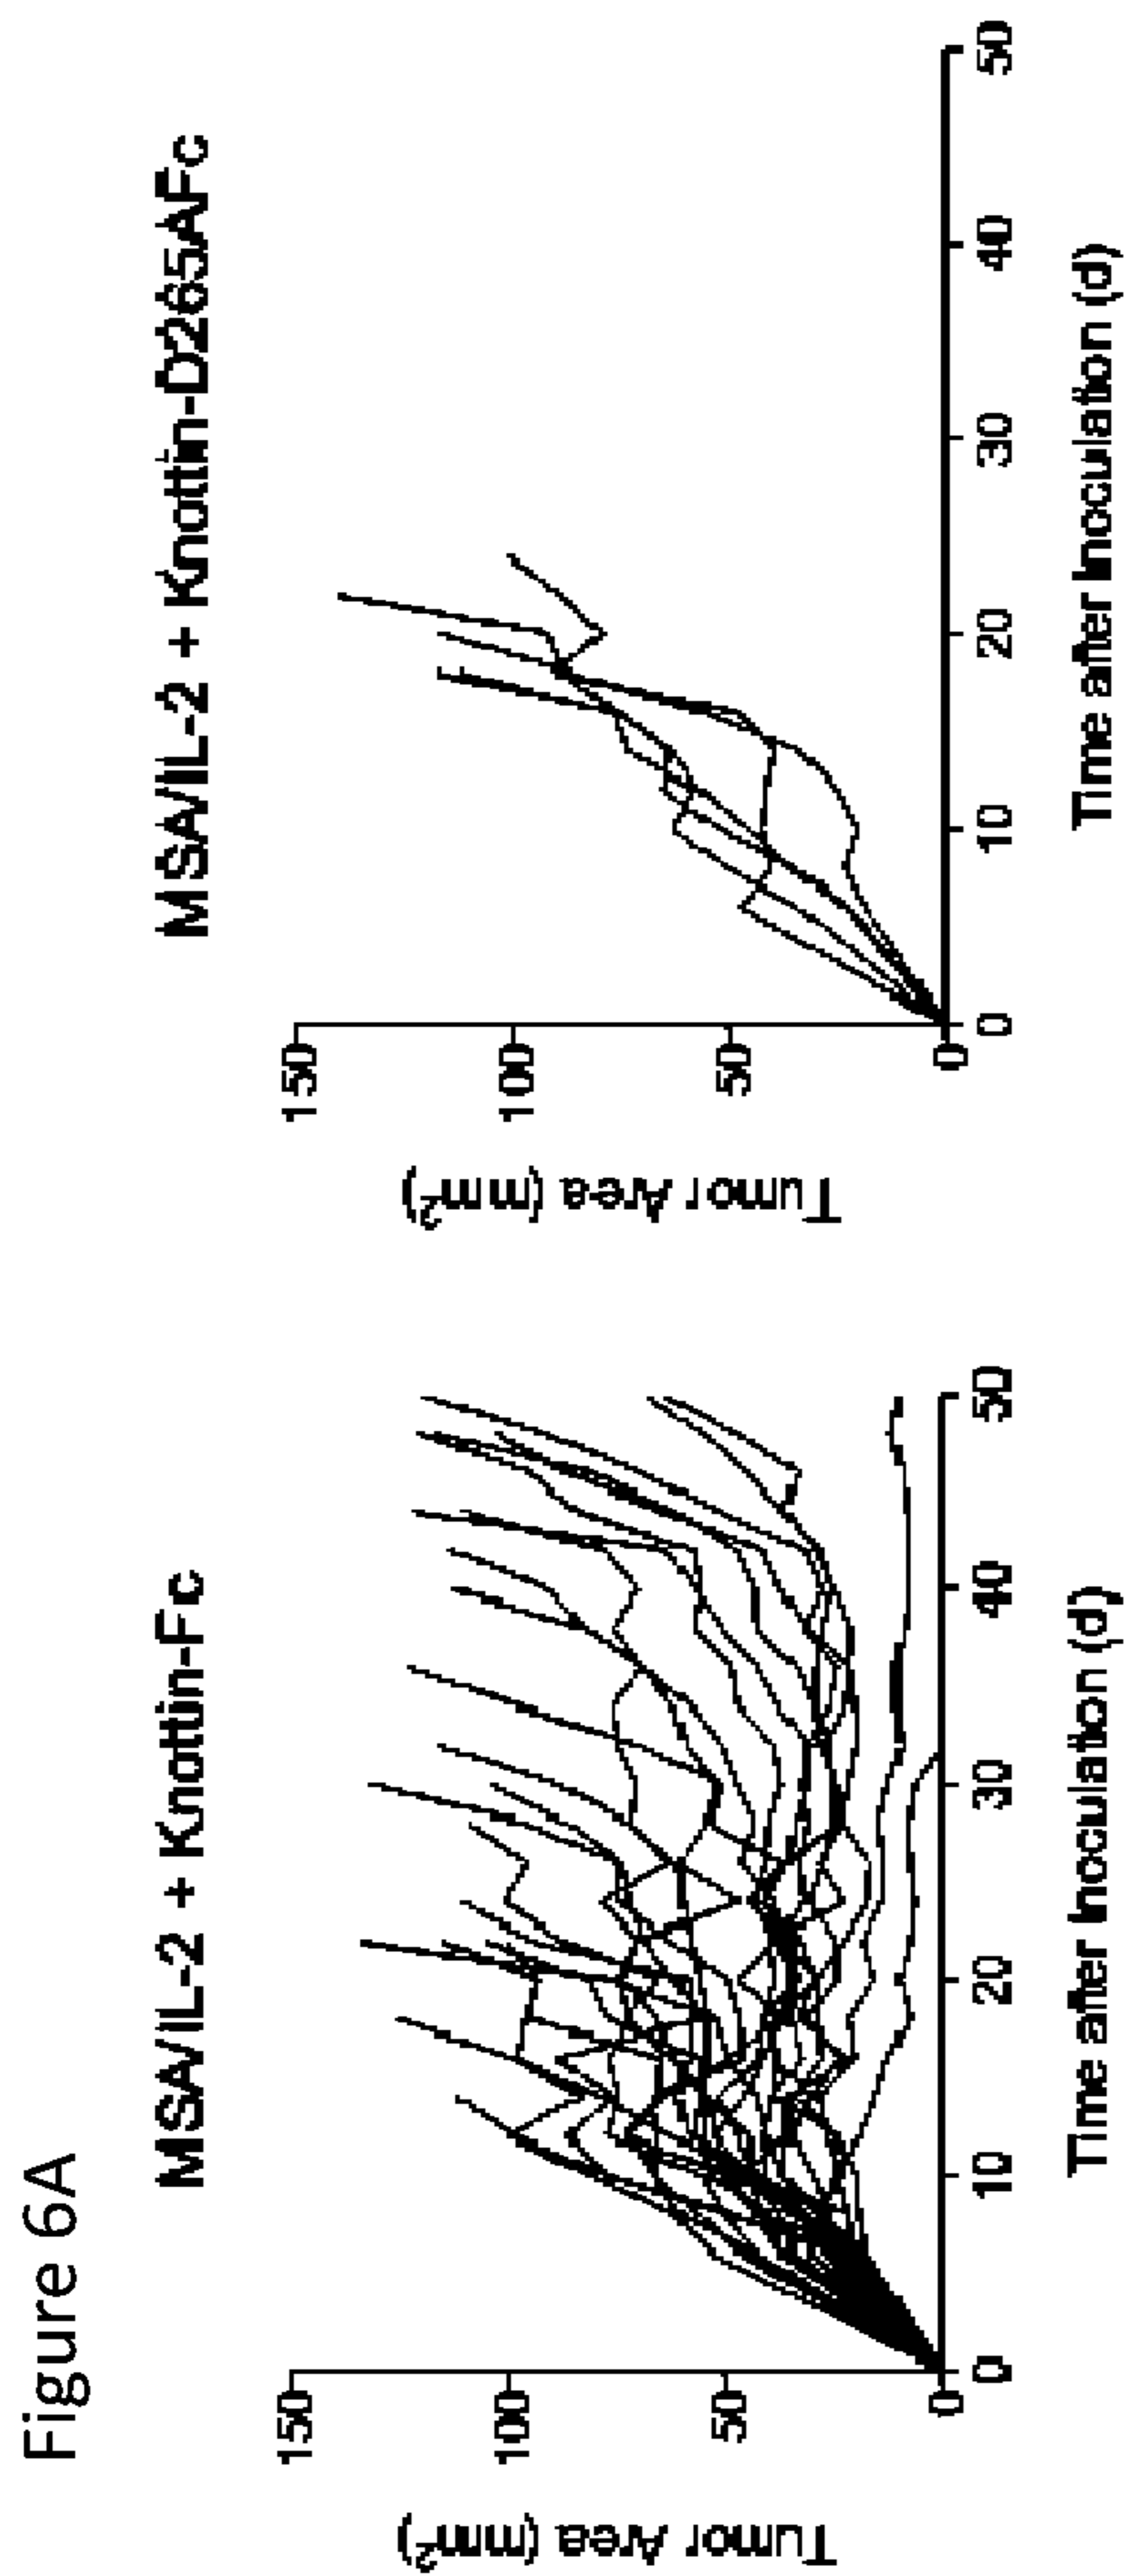 Figure 6A
MSA/IL-2 + Knottin-Fc
Tumor Area (mm²)
150
100
50
0
0 10 20 30 40 50
Time after Inoculation (d)
MSA/IL-2 + Knottin-D265AFc
Tumor Area (mm²)
150
100
50
0
0 10 20 30 40 50
Time after Inoculation (d)